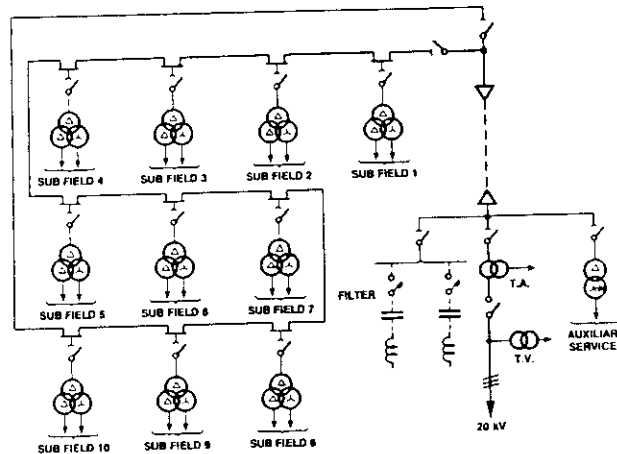 SUB FIELD 4
SUB FIELD 3
SUB FIELD 2
SUB FIELD 1
SUB FIELD 5
SUB FIELD 6
SUB FIELD 7
FILTER
T.A.
T.V.
AUXILIARY
SERVICE
20 kV
SUB FIELD 10
SUB FIELD 9
SUB FIELD 8